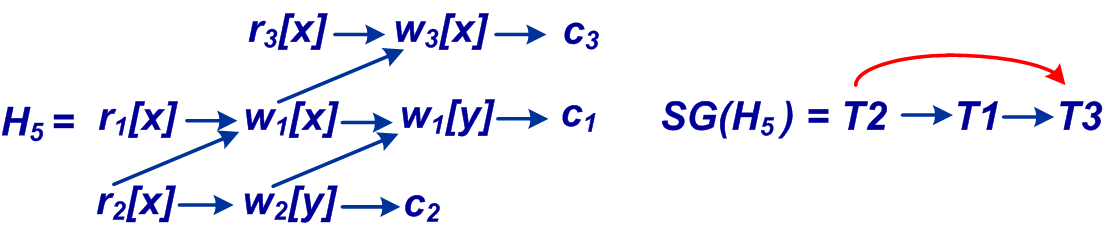 r3[x] → w3[x] → c3
H5 = r1[x] → w1[x] → w1[y] → c1
SG(H5) = T2 → T1 → T3
r2[x] → w2[y] → c2